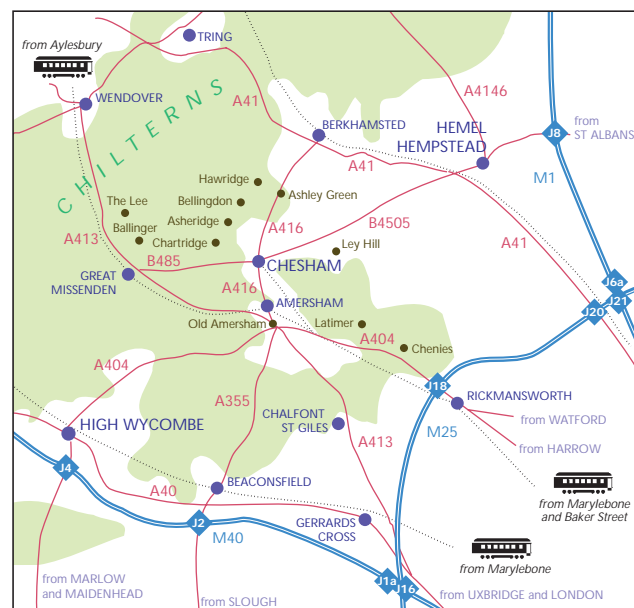 from Aylesbury
TRING
WENDOVER
CHILTERNS
A41
A4146
BERKHAMSTED
HEMEL
HEMPSTEAD
J8
from
ST ALBANS
M1
A41
Hawridge
Ashley Green
Bellingdon
The Lee
Asheridge
Ballinger
A416
B4505
A413
Chartridge
Ley Hill
A41
B485
CHESHAM
GREAT
MISSENDEN
A416
AMERSHAM
J6a
J21
J20
Old Amersham
Latimer
A404
Chenies
A404
J18
RICKMANSWORTH
A355
CHALFONT
ST GILES
from WATFORD
HIGH WYCOMBE
M25
A413
from HARROW
J4
A40
BEACONSFIELD
from Marylebone
and Baker Street
J2
M40
GERRARDS
CROSS
from Marylebone
from MARLOW
and MAIDENHEAD
J1a
J16
from SLOUGH
from UXBRIDGE and LONDON